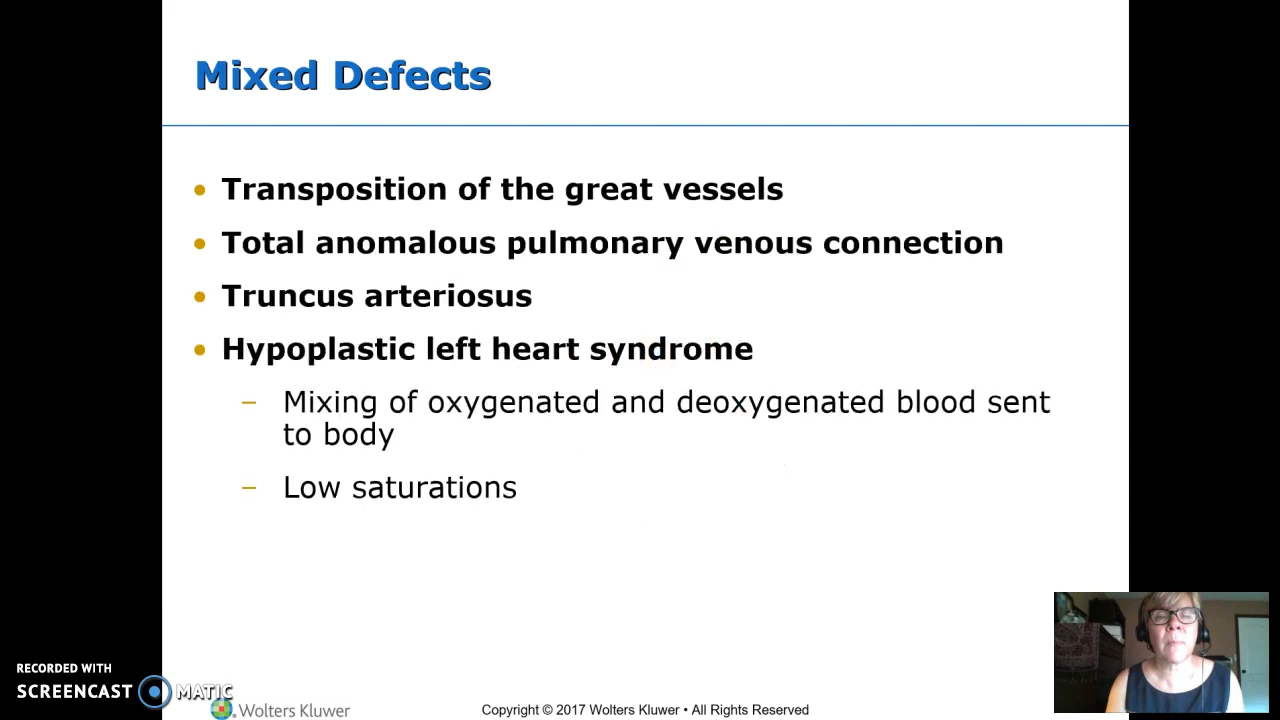 Mixed Defects
• Transposition of the great vessels
• Total anomalous pulmonary venous connection
• Truncus arteriosus
• Hypoplastic left heart syndrome
– Mixing of oxygenated and deoxygenated blood sent
to body
– Low saturations
RECORDED WITH
SCREENCAST MATIC
Wolters Kluwer
Copyright © 2017 Wolters Kluwer • All Rights Reserved